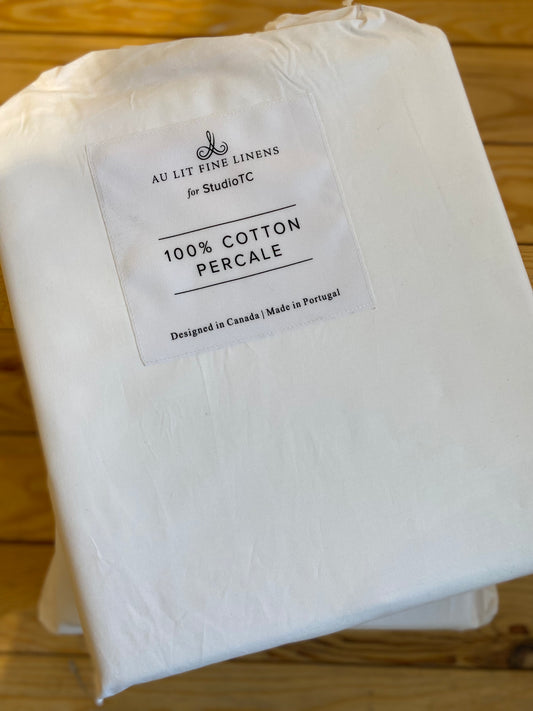 AU LIT FINE LINENS
for StudioTC
100% COTTON
PERCALE
Designed in Canada | Made in Portugal